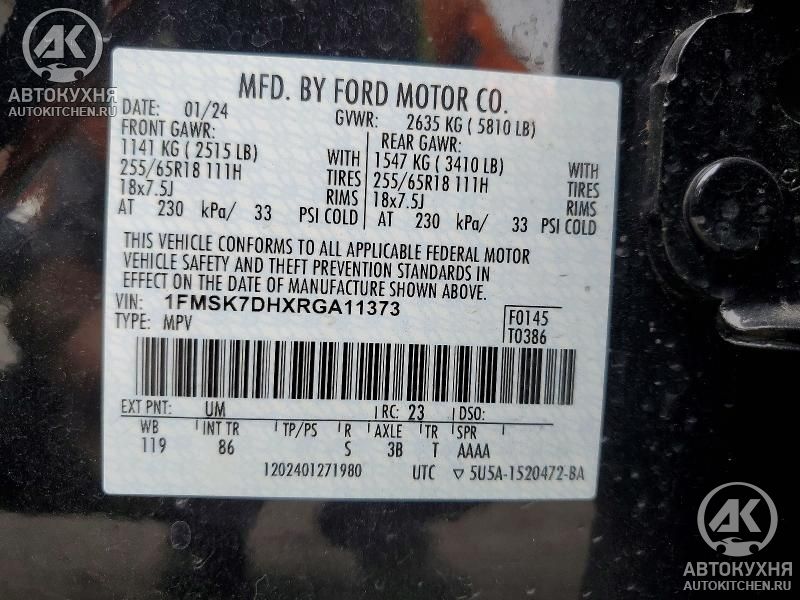 АК
АВТОКУХНЯ
AUTOKITCHEN.RU
MFD. BY FORD MOTOR CO.
DATE: 01/24 GVWR: 2635 KG ( 5810 LB)
FRONT GAWR: REAR GAWR:
1141 KG ( 2515 LB) WITH 1547 KG ( 3410 LB) WITH
255/65R18 111H TIRES 255/65R18 111H TIRES
18x7.5J RIMS 18x7.5J RIMS
AT 230 kPa/ 33 PSI COLD AT 230 kPa/ 33 PSI COLD
THIS VEHICLE CONFORMS TO ALL APPLICABLE FEDERAL MOTOR
VEHICLE SAFETY AND THEFT PREVENTION STANDARDS IN
EFFECT ON THE DATE OF MANUFACTURE SHOWN ABOVE.
VIN: 1FMSK7DHXRGA11373 F0145
TYPE: MPV T0386
EXT PNT: UM RC: 23 DSO:
WB INT TR TP/PS R AXLE TR SPR
119 86 S 3B T AAAA
1202401271980 UTC ▽ 5U5A-1520472-BA
АК
АВТОКУХНЯ
AUTOKITCHEN.RU